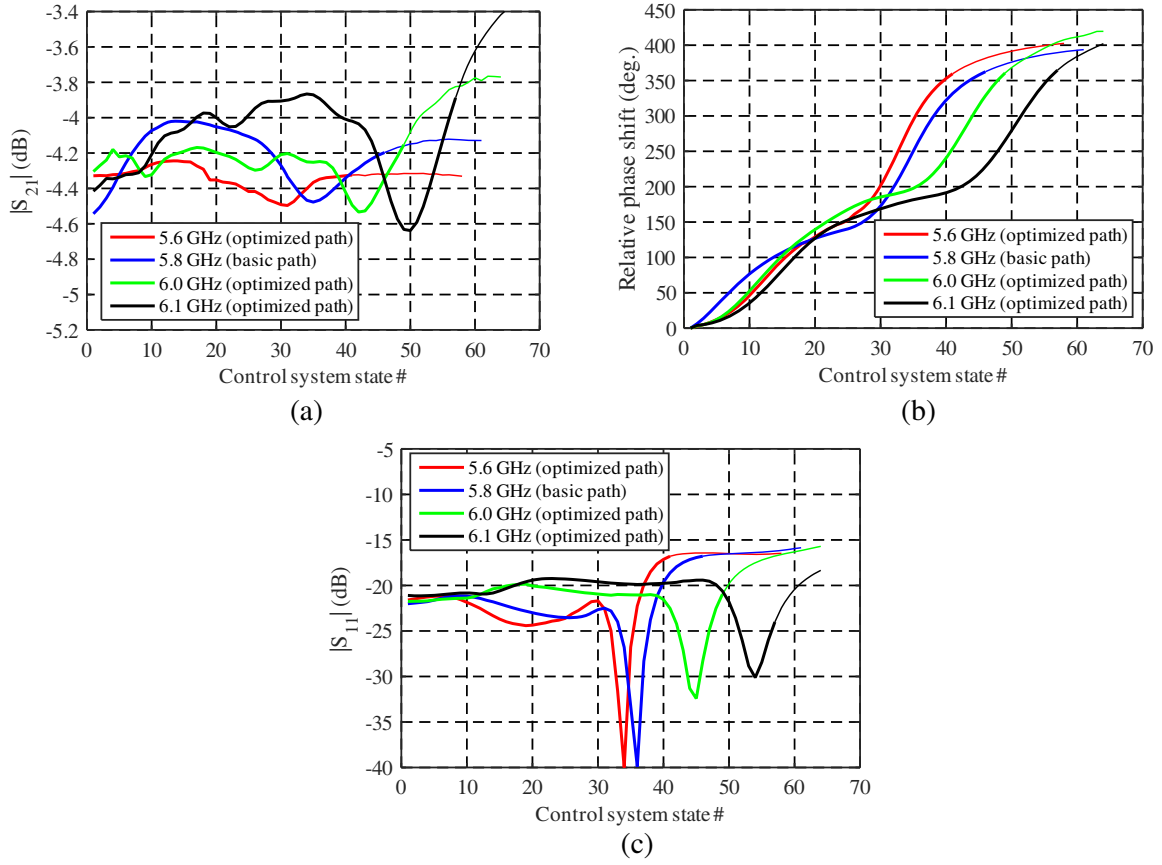 -3.4
-3.6
-3.8
-4
-4.2
-4.4
-4.6
-4.8
-5
-5.2
|S21| (dB)
5.6 GHz (optimized path)
5.8 GHz (basic path)
6.0 GHz (optimized path)
6.1 GHz (optimized path)
0 10 20 30 40 50 60 70
Control system state #
(a)
450
400
350
300
250
200
150
100
50
0
Relative phase shift (deg.)
5.6 GHz (optimized path)
5.8 GHz (basic path)
6.0 GHz (optimized path)
6.1 GHz (optimized path)
0 10 20 30 40 50 60 70
Control system state #
(b)
-5
-10
-15
-20
-25
-30
-35
-40
|S11| (dB)
5.6 GHz (optimized path)
5.8 GHz (basic path)
6.0 GHz (optimized path)
6.1 GHz (optimized path)
0 10 20 30 40 50 60 70
Control system state #
(c)